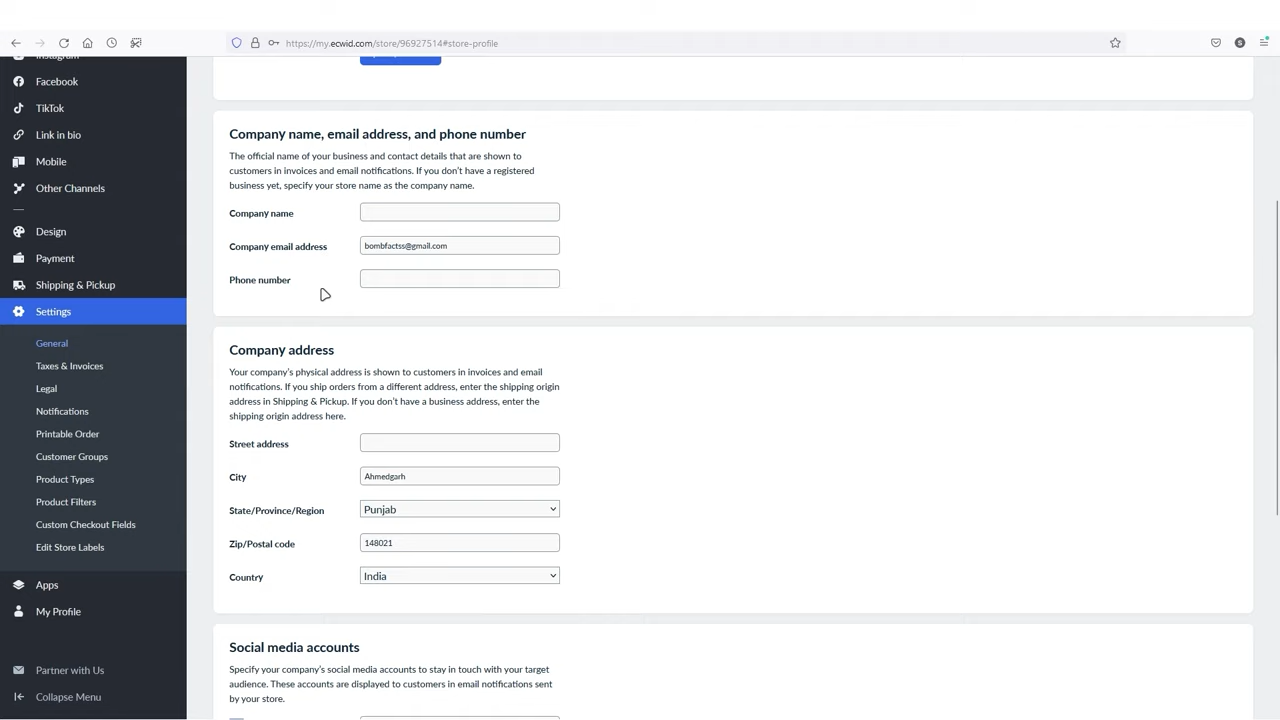 https://my.ecwid.com/store/96927514#store-profile
Instagram
Facebook
TikTok
Link in bio
Mobile
Other Channels
Design
Payment
Shipping & Pickup
Settings
General
Taxes & Invoices
Legal
Notifications
Printable Order
Customer Groups
Product Types
Product Filters
Custom Checkout Fields
Edit Store Labels
Apps
My Profile
Partner with Us
Collapse Menu
Company name, email address, and phone number
The official name of your business and contact details that are shown to
customers in invoices and email notifications. If you don't have a registered
business yet, specify your store name as the company name.
Company name
Company email address bombfactss@gmail.com
Phone number
Company address
Your company's physical address is shown to customers in invoices and email
notifications. If you ship orders from a different address, enter the shipping origin
address in Shipping & Pickup. If you don't have a business address, enter the
shipping origin address here.
Street address
City Ahmedgarh
State/Province/Region Punjab
Zip/Postal code 148021
Country India
Social media accounts
Specify your company's social media accounts to stay in touch with your target
audience. These accounts are displayed to customers in email notifications sent
by your store.